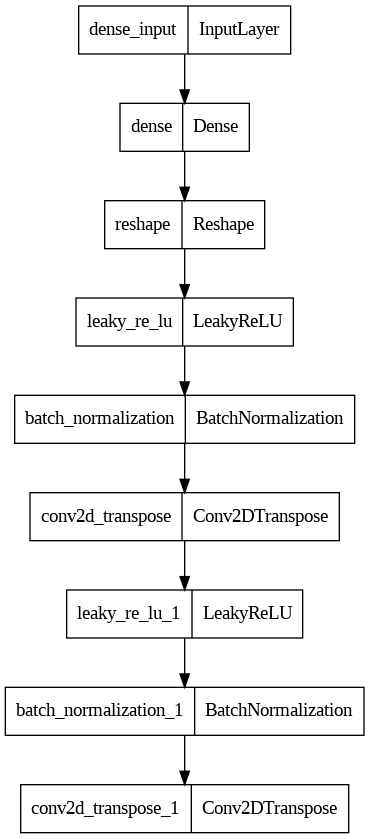 dense_input InputLayer
dense Dense
reshape Reshape
leaky_re_lu LeakyReLU
batch_normalization BatchNormalization
conv2d_transpose Conv2DTranspose
leaky_re_lu_1 LeakyReLU
batch_normalization_1 BatchNormalization
conv2d_transpose_1 Conv2DTranspose